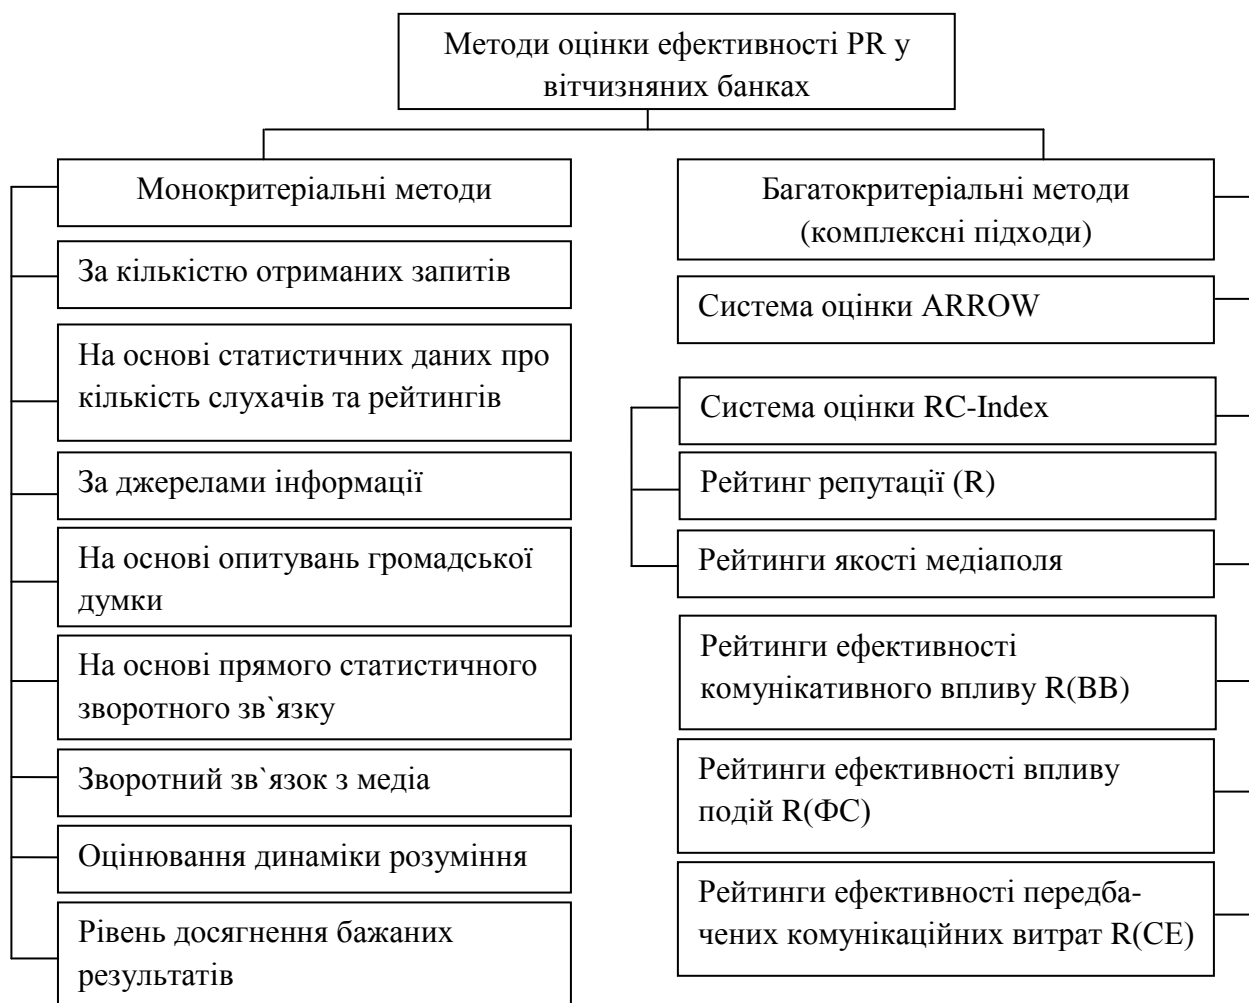 Методи оцінки ефективності PR у
вітчизняних банках
Монокритеріальні методи
За кількістю отриманих запитів
На основі статистичних даних про
кількість слухачів та рейтингів
За джерелами інформації
На основі опитувань громадської
думки
На основі прямого статистичного
зворотного зв`язку
Зворотний зв`язок з медіа
Оцінювання динаміки розуміння
Рівень досягнення бажаних
результатів
Багатокритеріальні методи
(комплексні підходи)
Система оцінки ARROW
Система оцінки RC-Index
Рейтинг репутації (R)
Рейтинги якості медіаполя
Рейтинги ефективності
комунікативного впливу R(BB)
Рейтинги ефективності впливу
подій R(ФС)
Рейтинги ефективності передба-
чених комунікаційних витрат R(CE)